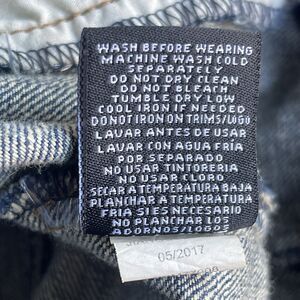 WASH BEFORE WEARING
MACHINE WASH COLD
SEPARATELY
DO NOT DRY CLEAN
DO NOT BLEACH
TUMBLE DRY LOW
COOL IRON IF NEEDED
DO NOT IRON ON TRIMS/LOGO
LAVAR ANTES DE USAR
LAVAR CON AGUA FRÍA
POR SEPARADO
NO USAR TINTORERIA
NO USAR CLORO
SECAR A TEMPERATURA BAJA
PLANCHAR A TEMPERATURA
FRIA SI ES NECESARIO
NO PLANCHAR LOS
ADORNOS/LOGOS
05/2017